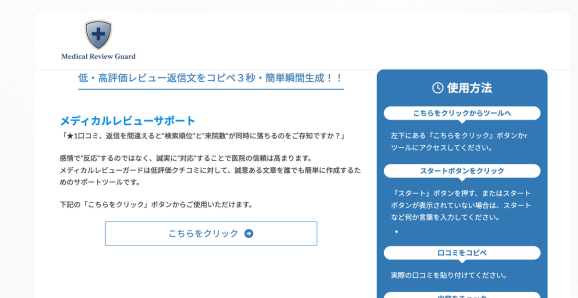 Medical Review Guard
低・高評価レビュー返信文をコピペ3秒・簡単瞬間生成！！
メディカルレビューサポート
「★1口コミ、返信を間違えると"検索順位"と"来院数"が同時に落ちるのをご存知ですか？」
感情で"反応"するのではなく、誠実に"対応"することで医院の信頼は高まります。
メディカルレビューガードは低評価クチコミに対して、誠意ある文章を誰でも簡単に作成するた
めのサポートツールです。
下記の「こちらをクリック」ボタンからご使用いただけます。
こちらをクリック
使用方法
こちらをクリックからツールへ
左下にある『こちらをクリック』ボタンかr
ツールにアクセスしてください。
スタートボタンをクリック
『スタート』ボタンを押す、またはスタート
ボタンが表示されていない場合は、スタート
など何か言葉を入力してください。
口コミをコピペ
実際の口コミを貼り付けてください。